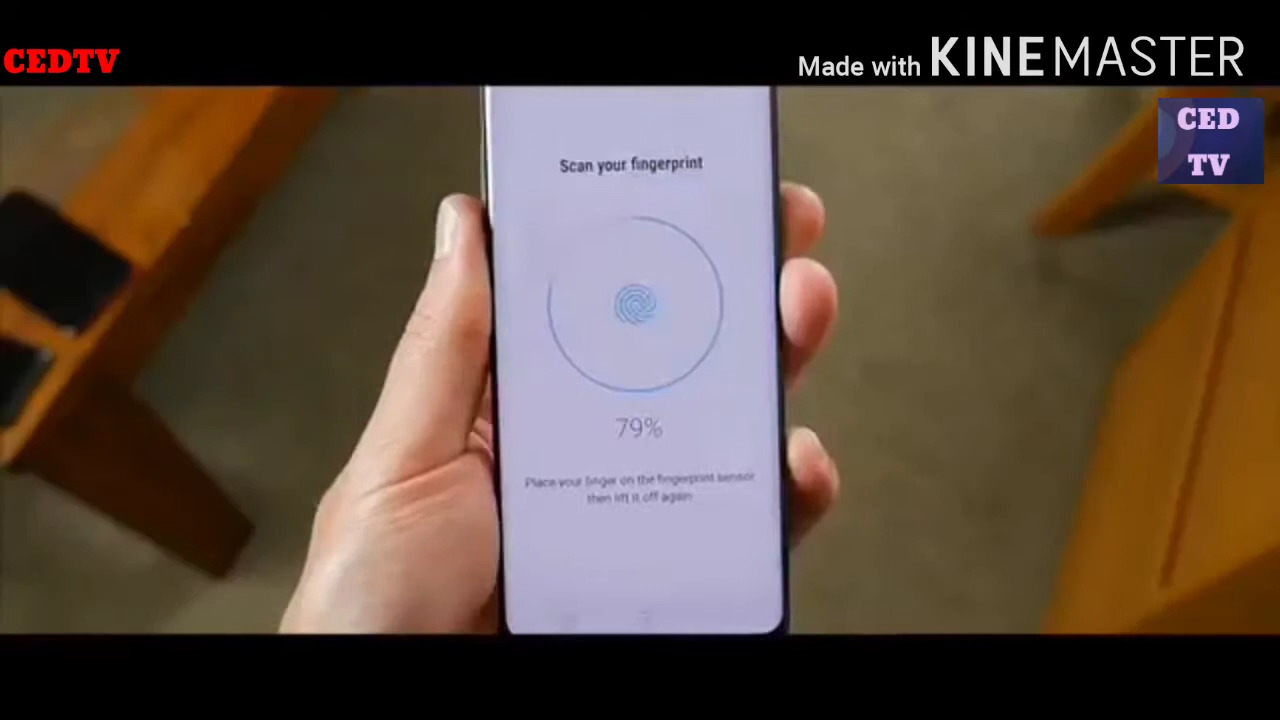 CEDTV
Made with KINEMASTER
CED
TV
Scan your fingerprint
79%
Place your finger on the fingerprint sensor
then lift it off again